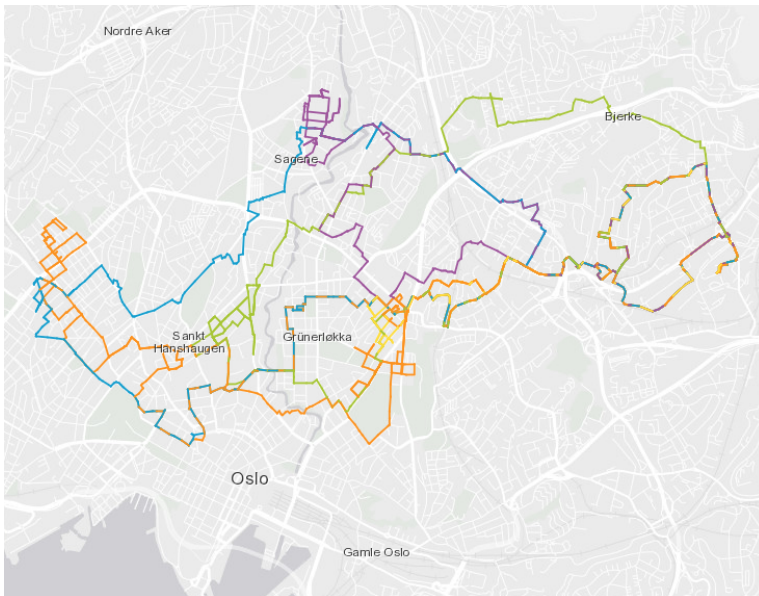 Nordre Aker
Bjerke
Sagene
Sankt
Hanshaugen
Grünerløkka
Oslo
Gamle Oslo